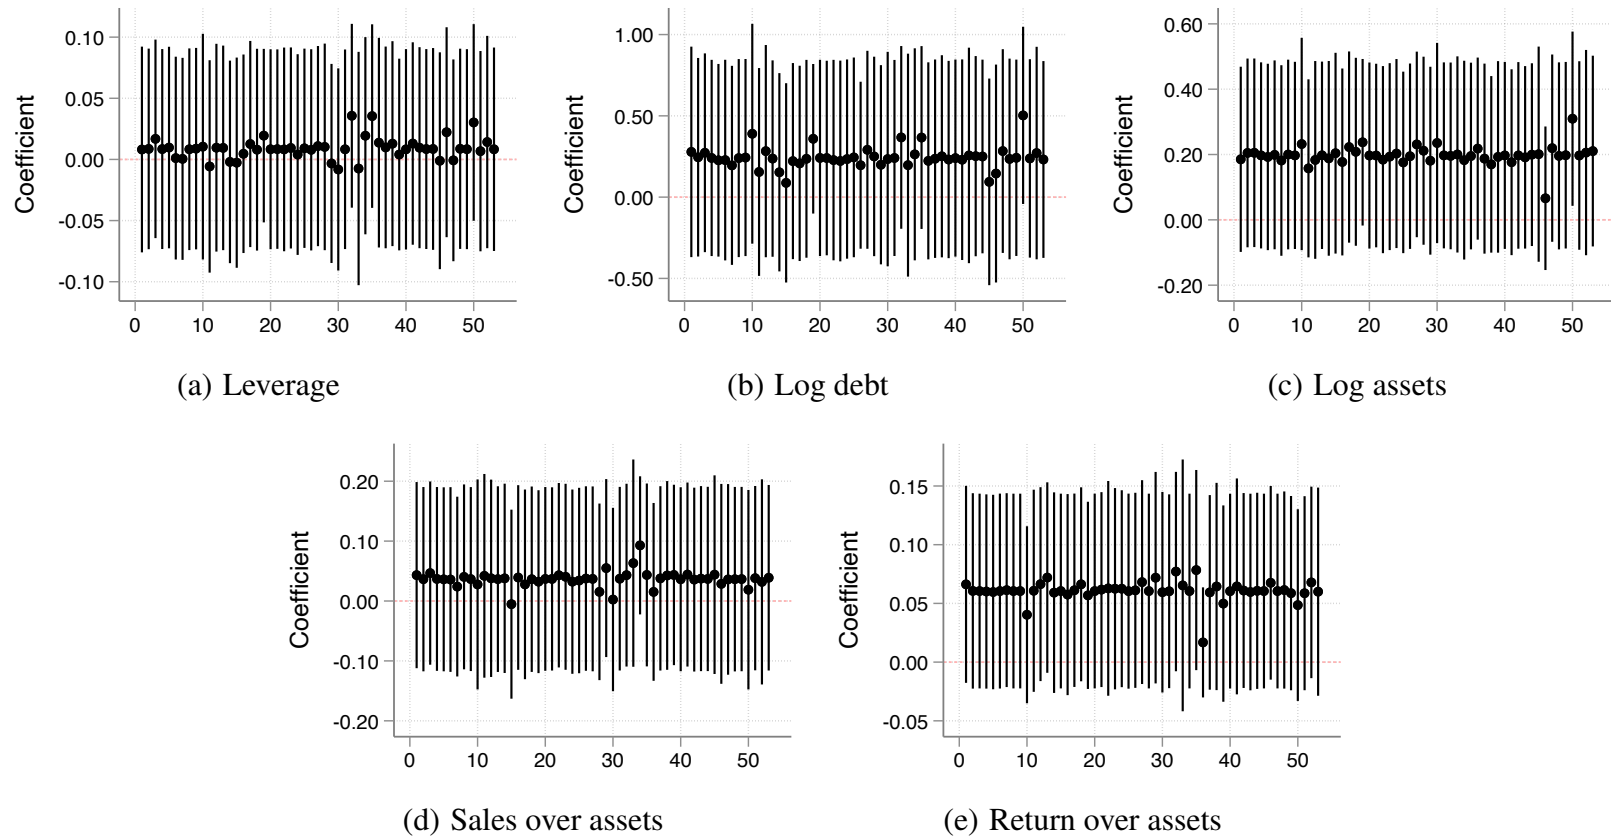 Coefficient
0.10
0.05
0.00
-0.05
-0.10
0 10 20 30 40 50
(a) Leverage
Coefficient
1.00
0.50
0.00
-0.50
0 10 20 30 40 50
(b) Log debt
Coefficient
0.60
0.40
0.20
0.00
-0.20
0 10 20 30 40 50
(c) Log assets
Coefficient
0.20
0.10
0.00
-0.10
-0.20
0 10 20 30 40 50
(d) Sales over assets
Coefficient
0.15
0.10
0.05
0.00
-0.05
0 10 20 30 40 50
(e) Return over assets